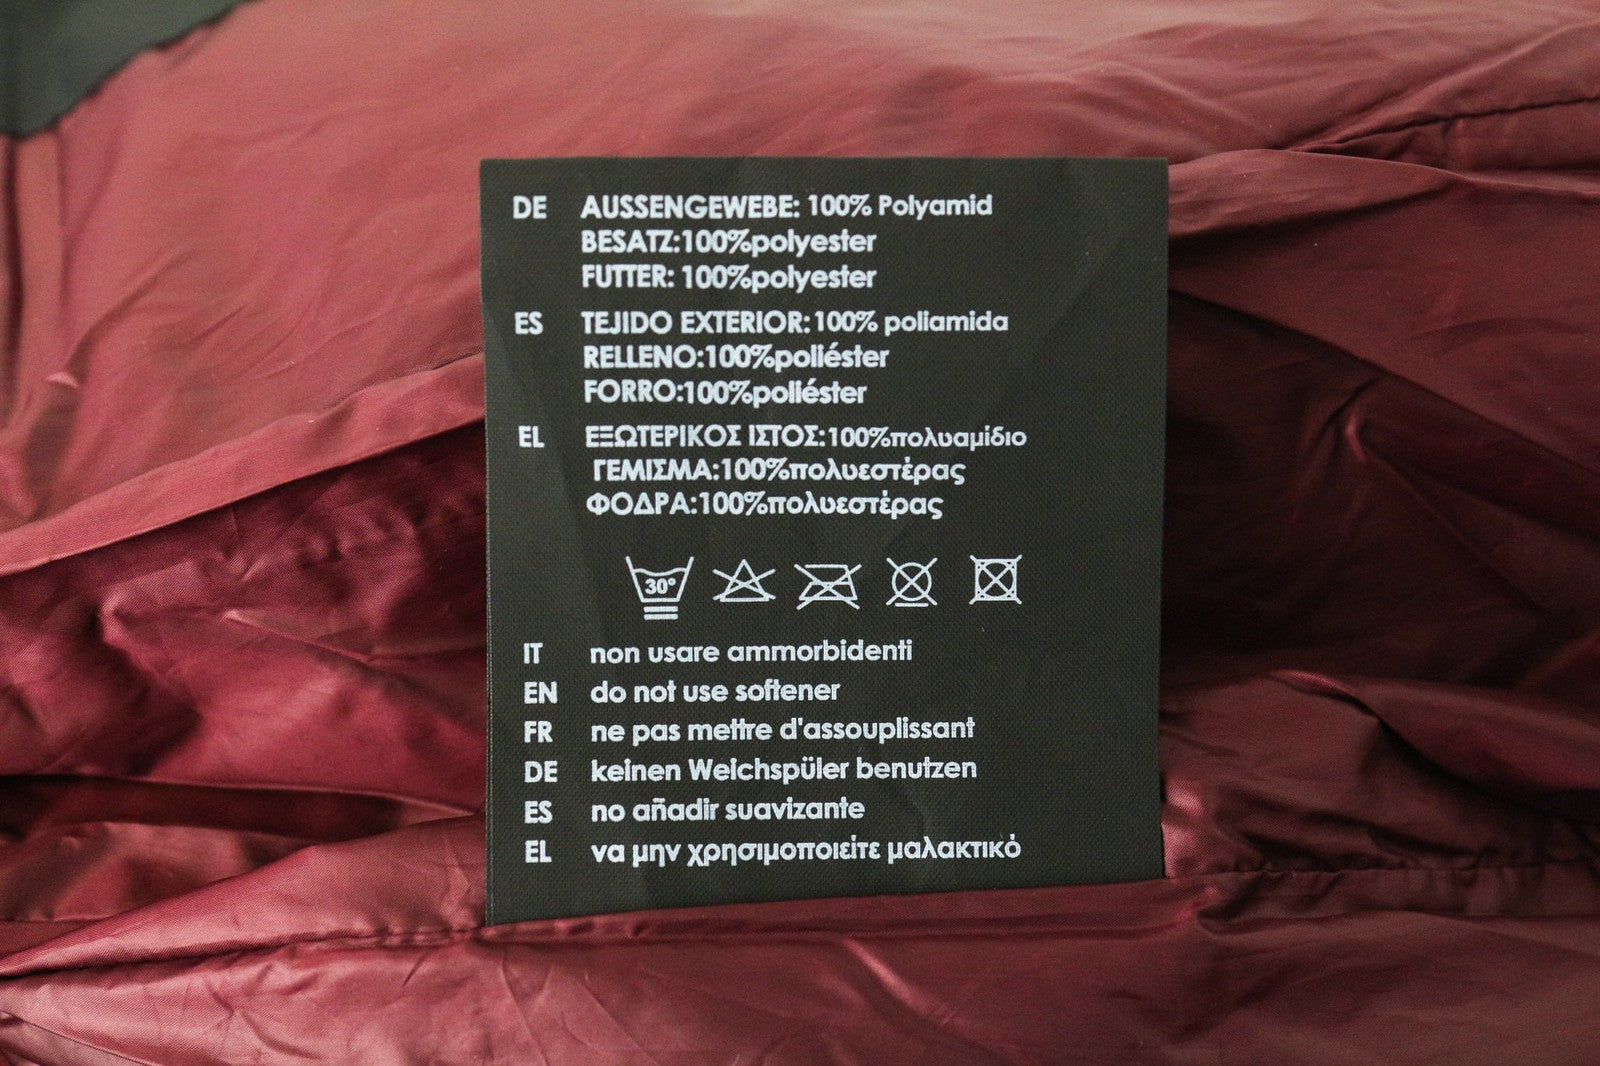 DE AUSSENGEWEBE: 100% Polyamid
BESATZ:100%polyester
FUTTER: 100%polyester
ES TEJIDO EXTERIOR:100% poliamida
RELLENO:100%poliéster
FORRO:100%poliéster
EL ΕΞΩΤΕΡΙΚΟΣ ΙΣΤΟΣ:100%πολυαμίδιο
ΓΕΜΙΣΜΑ:100%πολυεστέρας
ΦΟΔΡΑ:100%πολυεστέρας
30°
IT non usare ammorbidenti
EN do not use softener
FR ne pas mettre d'assouplissant
DE keinen Weichspüler benutzen
ES no añadir suavizante
EL να μην χρησιμοποιείτε μαλακτικό